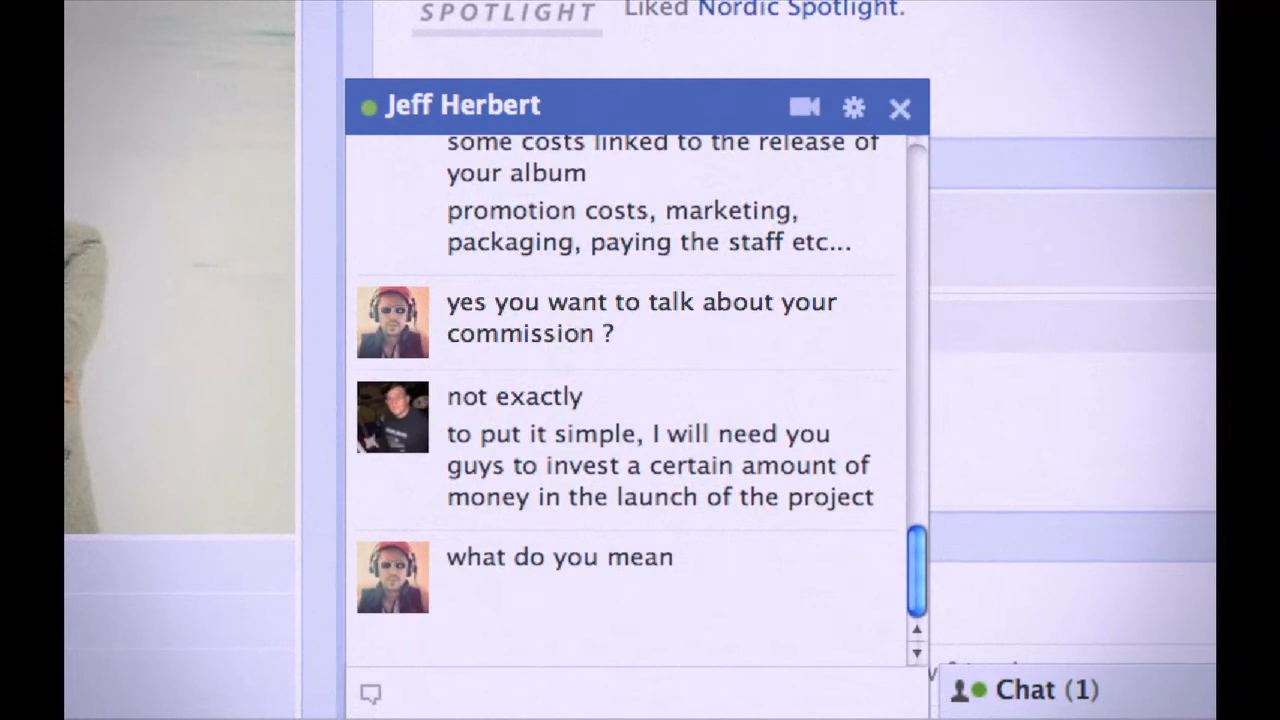 SPOTLIGHT
Liked Nordic Spotlight.
Jeff Herbert
some costs linked to the release of
your album
promotion costs, marketing,
packaging, paying the staff etc...
yes you want to talk about your
commission ?
not exactly
to put it simple, I will need you
guys to invest a certain amount of
money in the launch of the project
what do you mean
Chat (1)